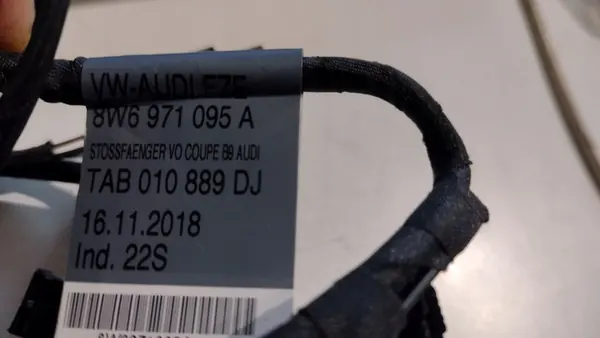 VW-AUDI EZE
8W6 971 095 A
STOSSFAENGER VO COUPE B9 AUDI
TAB 010 889 DJ
16.11.2018
Ind. 22S